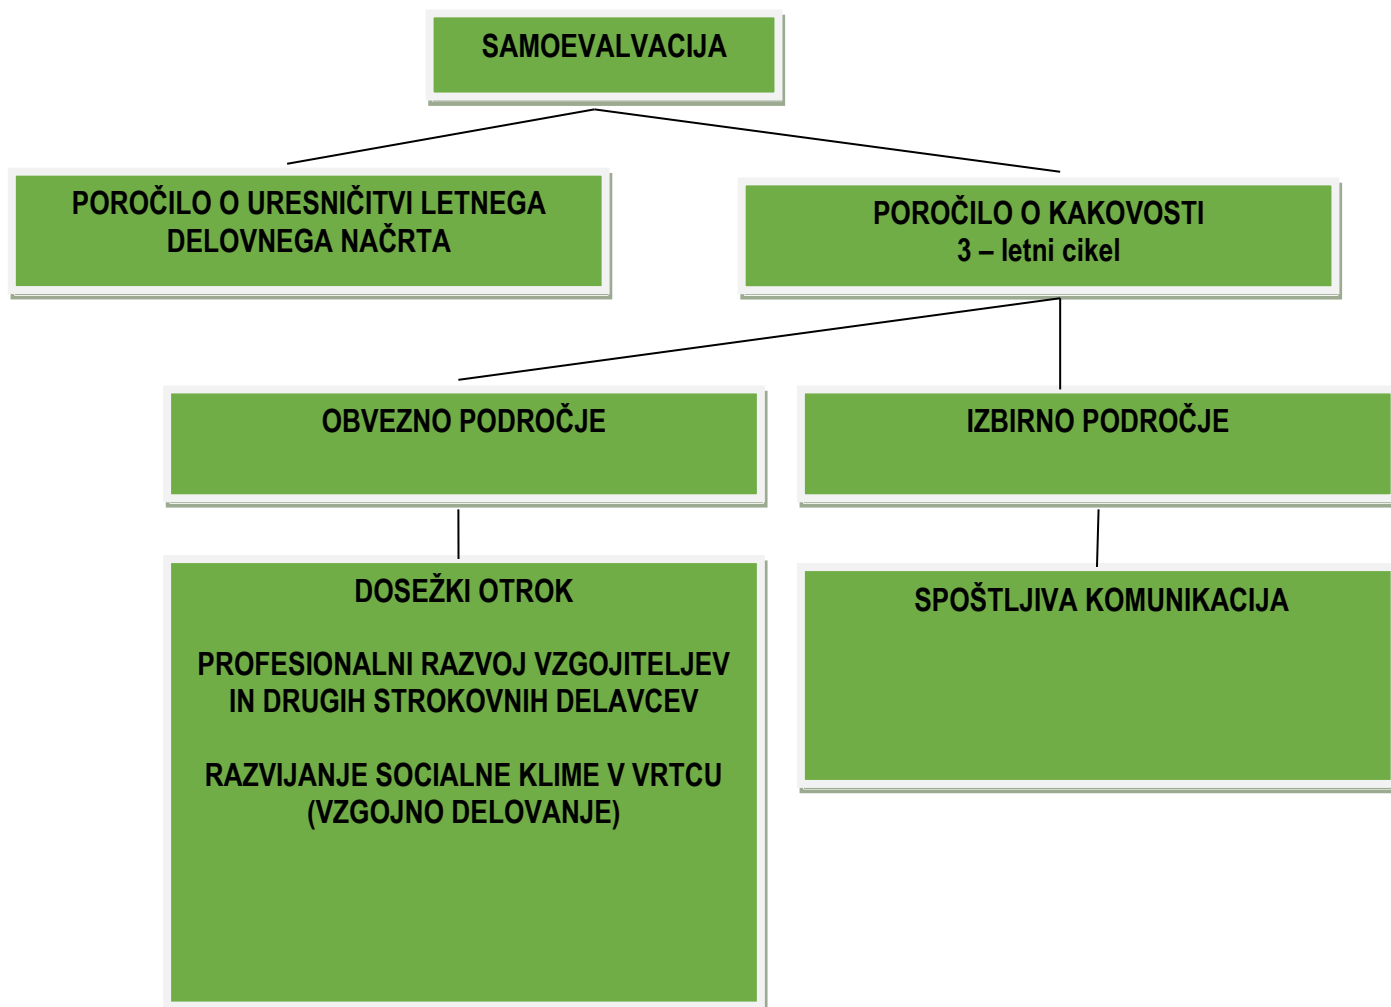 SAMOEVALVACIJA
POROČILO O URESNIČITVI LETNEGA
DELOVNEGA NAČRTA
POROČILO O KAKOVOSTI
3 – letni cikel
OBVEZNO PODROČJE
IZBIRNO PODROČJE
DOSEŽKI OTROK
PROFESIONALNI RAZVOJ VZGOJITELJEV
IN DRUGIH STROKOVNIH DELAVCEV
RAZVIJANJE SOCIALNE KLIME V VRTCU
(VZGOJNO DELOVANJE)
SPOŠTLJIVA KOMUNIKACIJA